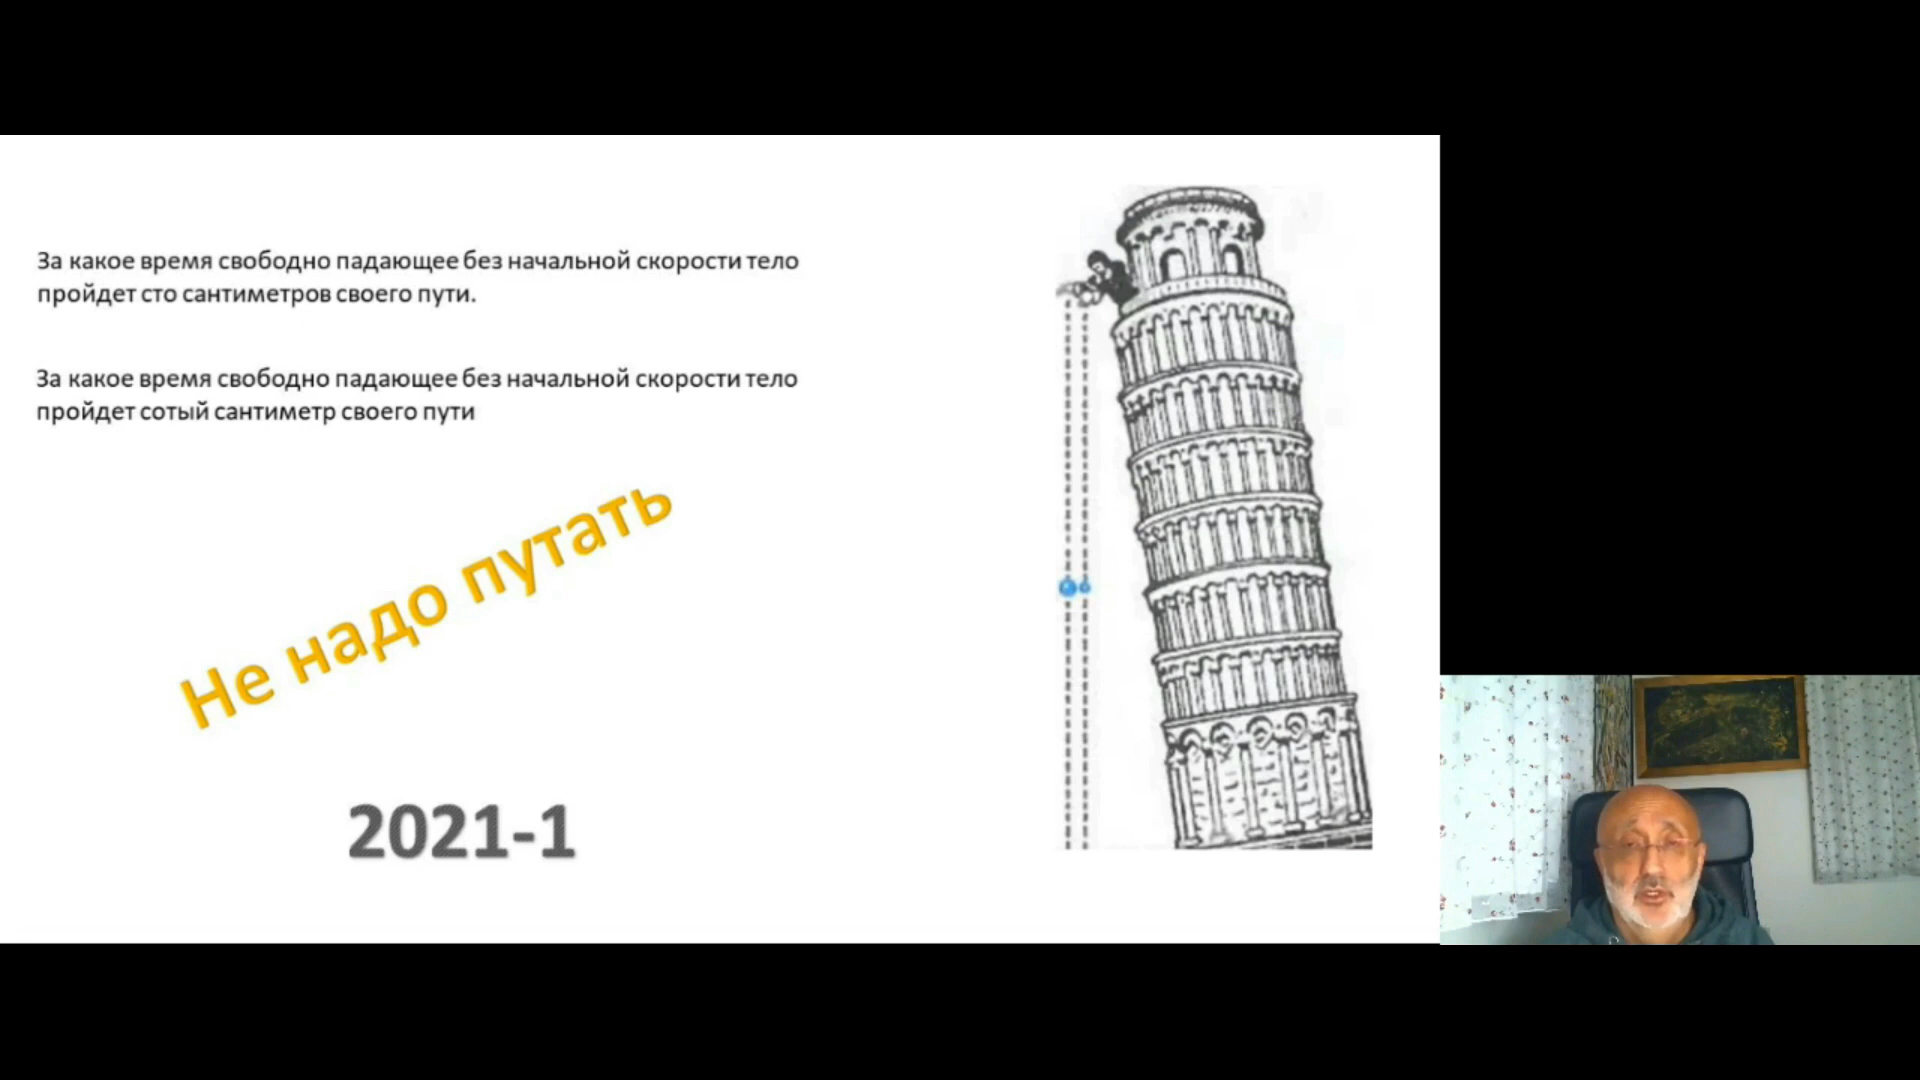 За какое время свободно падающее без начальной скорости тело
пройдет сто сантиметров своего пути.
За какое время свободно падающее без начальной скорости тело
пройдет сотый сантиметр своего пути
Не надо путать
2021-1